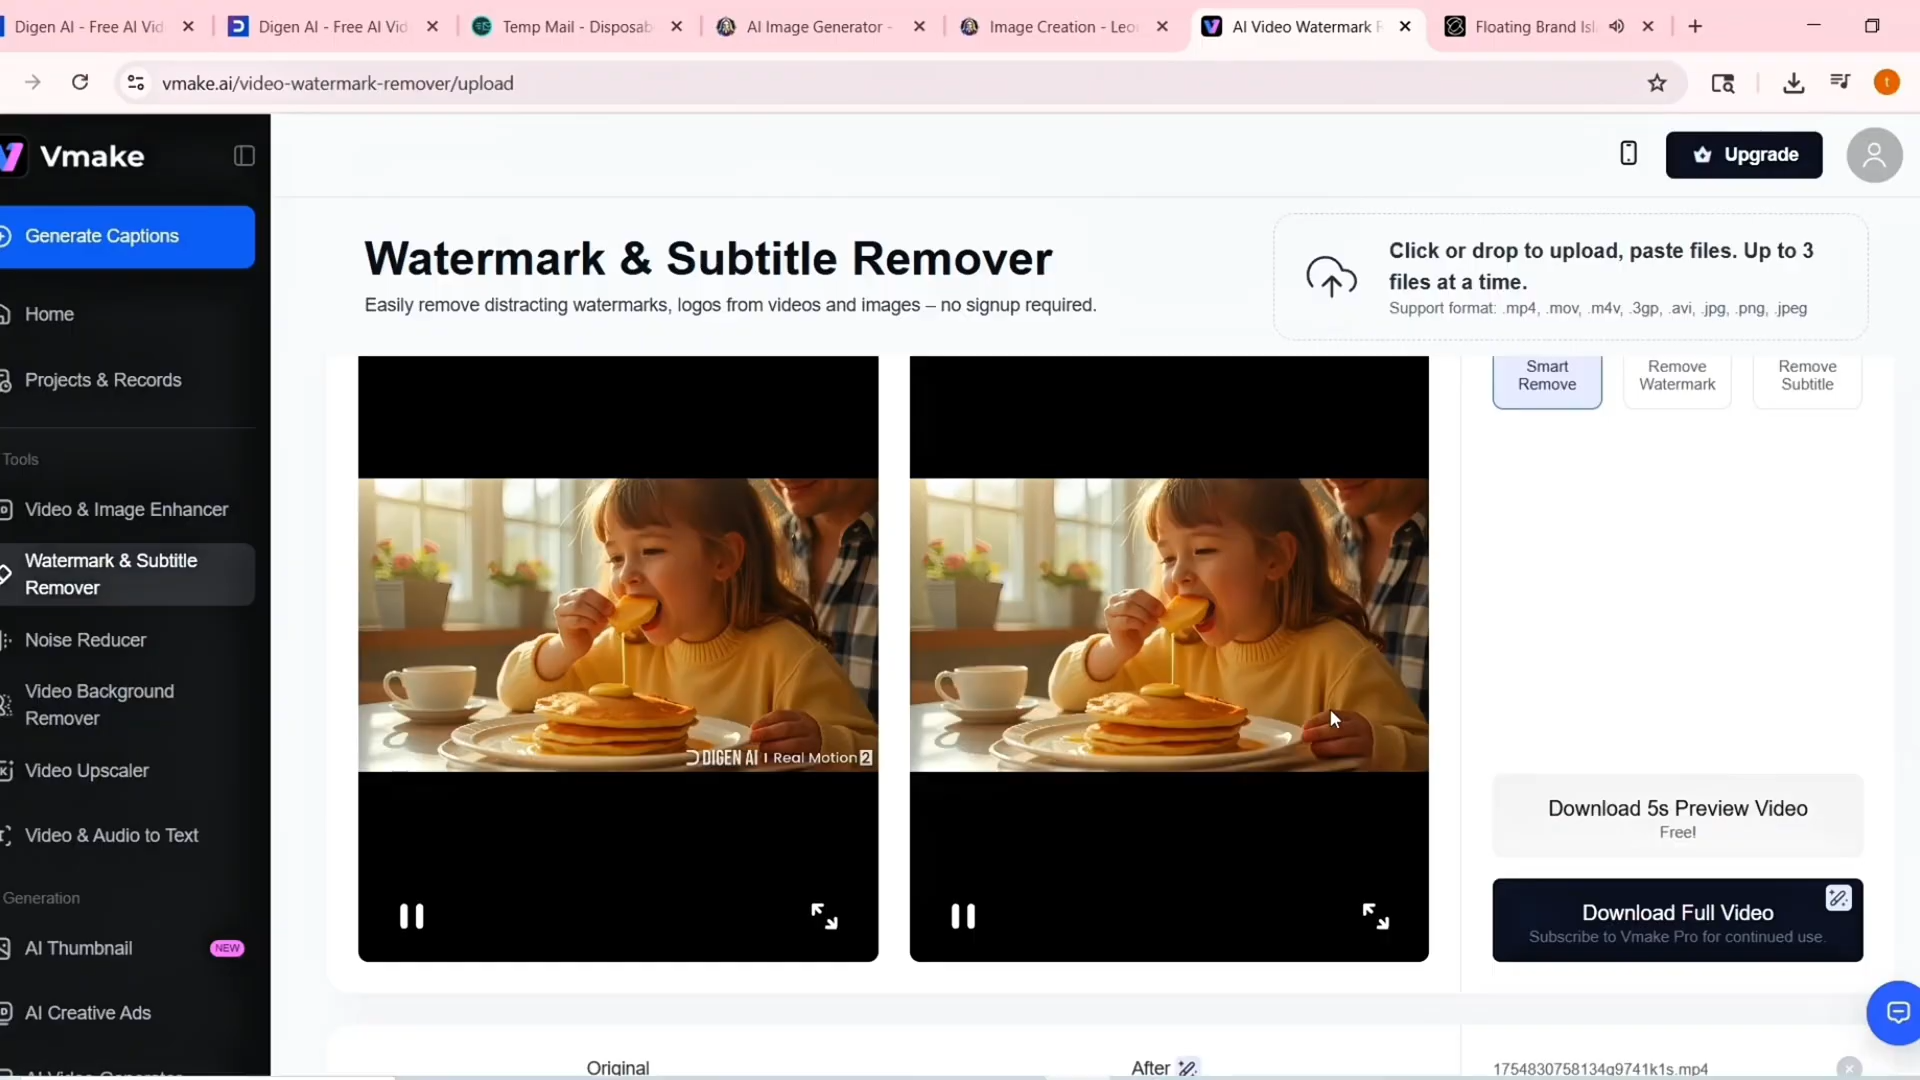 Digen AI - Free AI Vid
Digen AI - Free AI Vid
Temp Mail - Disposab
AI Image Generator -
Image Creation - Leo
AI Video Watermark R
Floating Brand Isl
vmake.ai/video-watermark-remover/upload
Vmake
Upgrade
Generate Captions
Watermark & Subtitle Remover
Easily remove distracting watermarks, logos from videos and images – no signup required.
Click or drop to upload, paste files. Up to 3
files at a time.
Support format: .mp4, .mov, .m4v, .3gp, .avi, .jpg, .png, .jpeg
Home
Projects & Records
Tools
Video & Image Enhancer
Watermark & Subtitle
Remover
Noise Reducer
Video Background
Remover
Video Upscaler
Video & Audio to Text
Generation
AI Thumbnail
NEW
AI Creative Ads
AI Video Generator
Smart
Remove
Remove
Watermark
Remove
Subtitle
DIGEN AI | Real Motion 2
Download 5s Preview Video
Free!
Download Full Video
Subscribe to Vmake Pro for continued use.
Original
After
1754830758134q9741k1s.mp4
t